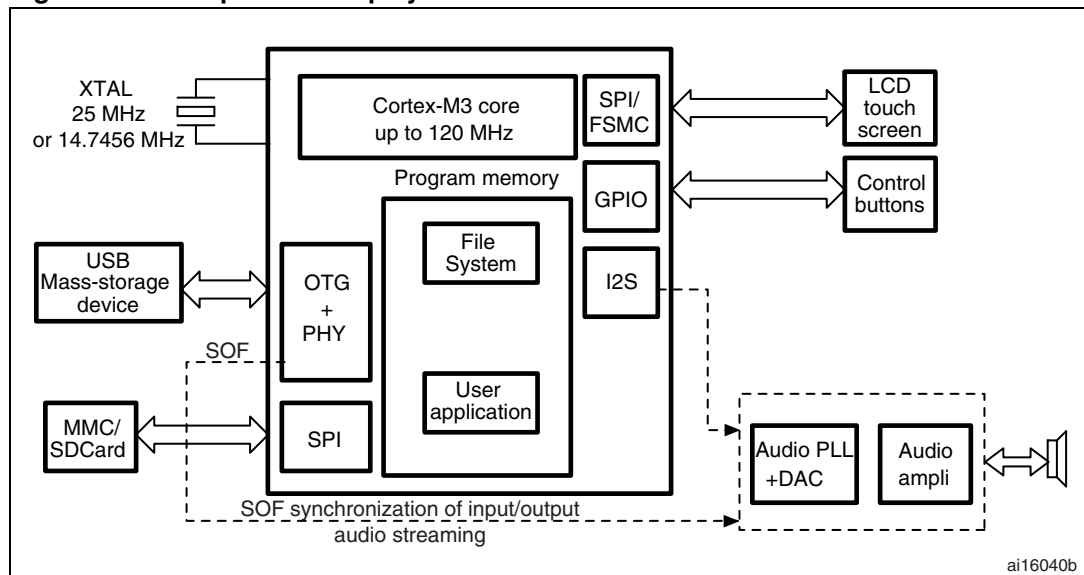 XTAL
25 MHz
or 14.7456 MHz
Cortex-M3 core
up to 120 MHz
SPI/
FSMC
LCD
touch
screen
Program memory
GPIO
Control
buttons
USB
Mass-storage
device
OTG
+
PHY
File
System
I2S
SOF
User
application
MMC/
SDCard
SPI
Audio PLL
+DAC
Audio
ampli
SOF synchronization of input/output
audio streaming
ai16040b